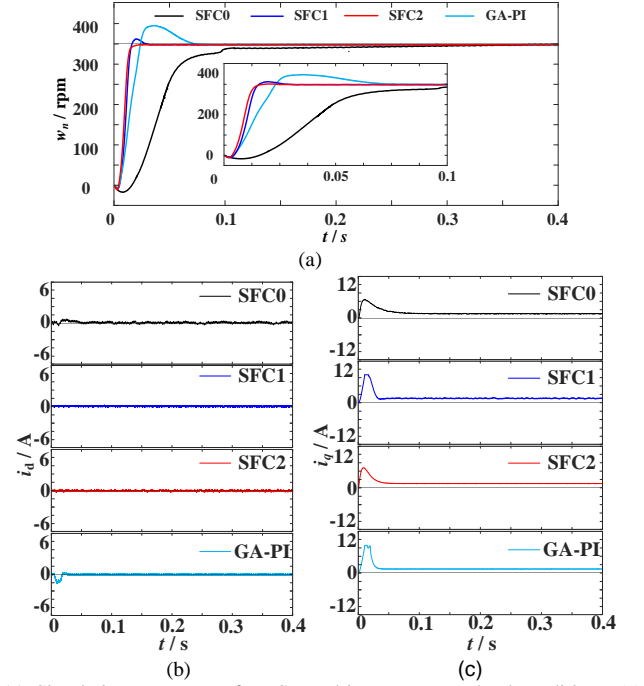 SFC0 SFC1 SFC2 GA-PI
400
300
200
100
0
w_n / rpm
400
200
0
0 0.05 0.1
0 0.1 0.2 0.3 0.4
t / s
(a)
6
0
-6
SFC0
6
0
-6
SFC1
6
0
-6
SFC2
6
0
-6
GA-PI
i_d / A
0 0.1 0.2 0.3 0.4
t / s
(b)
12
0
-12
SFC0
12
0
-12
SFC1
12
0
-12
SFC2
12
0
-12
GA-PI
i_q / A
0 0.1 0.2 0.3 0.4
t / s
(c)